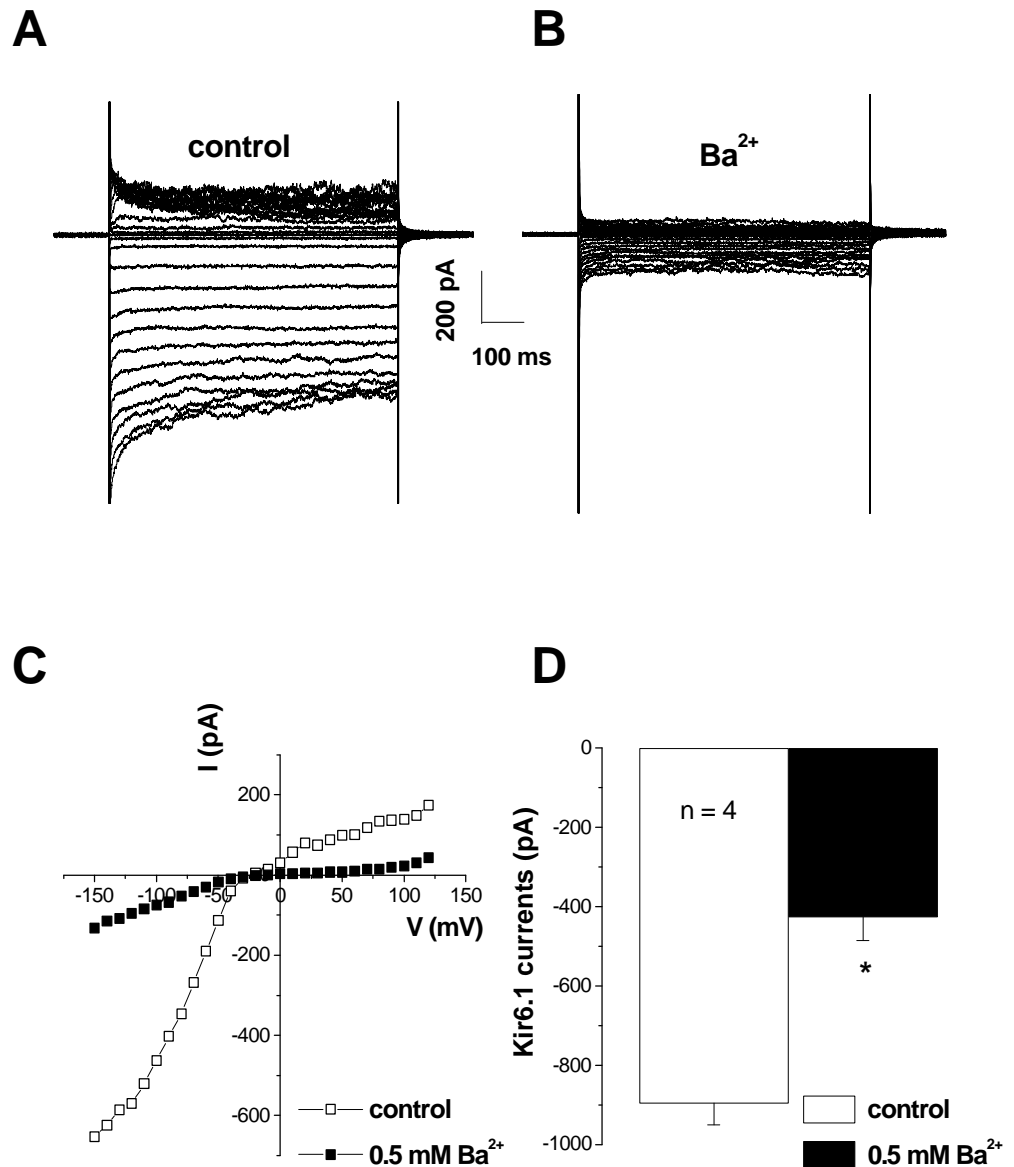 A
B
control
Ba²⁺
200 pA
100 ms
C
D
I (pA)
200
-150
-100
-50
0
50
100
150
V (mV)
-200
-400
-600
control
0.5 mM Ba²⁺
0
-200
-400
-600
-800
-1000
Kir6.1 currents (pA)
n = 4
*
control
0.5 mM Ba²⁺